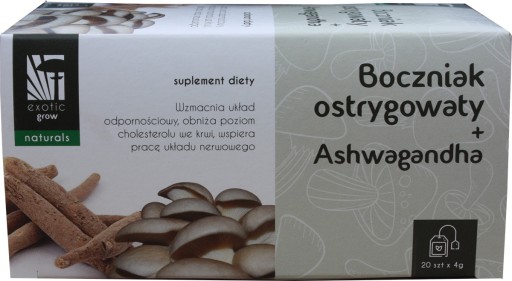 exotic
grow
naturals
suplement diety
Wzmacnia układ
odpornościowy, obniża poziom
cholesterolu we krwi, wspiera
pracę układu nerwowego
Boczniak
ostrygowaty
+
Ashwagandha
20 szt x 4g